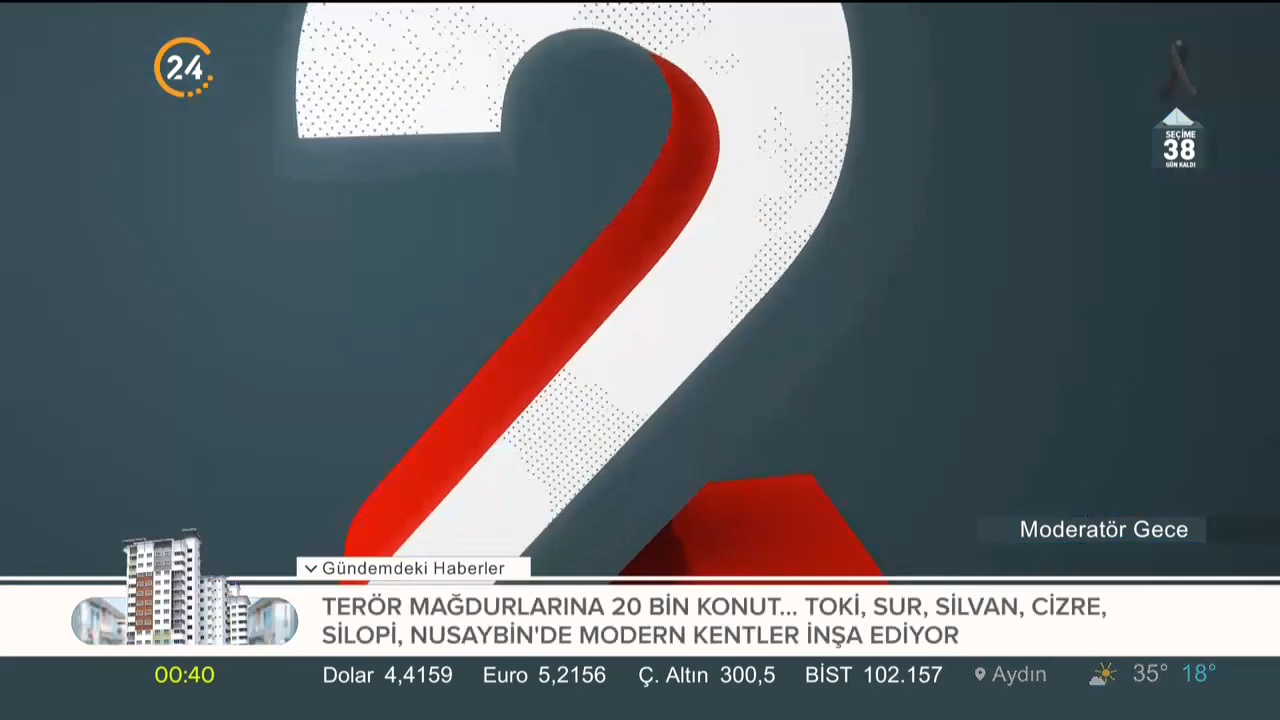 24
SEÇİME
38
GÜN KALDI
2
Moderatör Gece
Gündemdeki Haberler
TERÖR MAĞDURLARINA 20 BİN KONUT... TOKİ, SUR, SİLVAN, CİZRE,
SİLOPİ, NUSAYBİN'DE MODERN KENTLER İNŞA EDİYOR
00:40 Dolar 4,4159 Euro 5,2156 Ç. Altın 300,5 BİST 102.157 Aydın 35° 18°